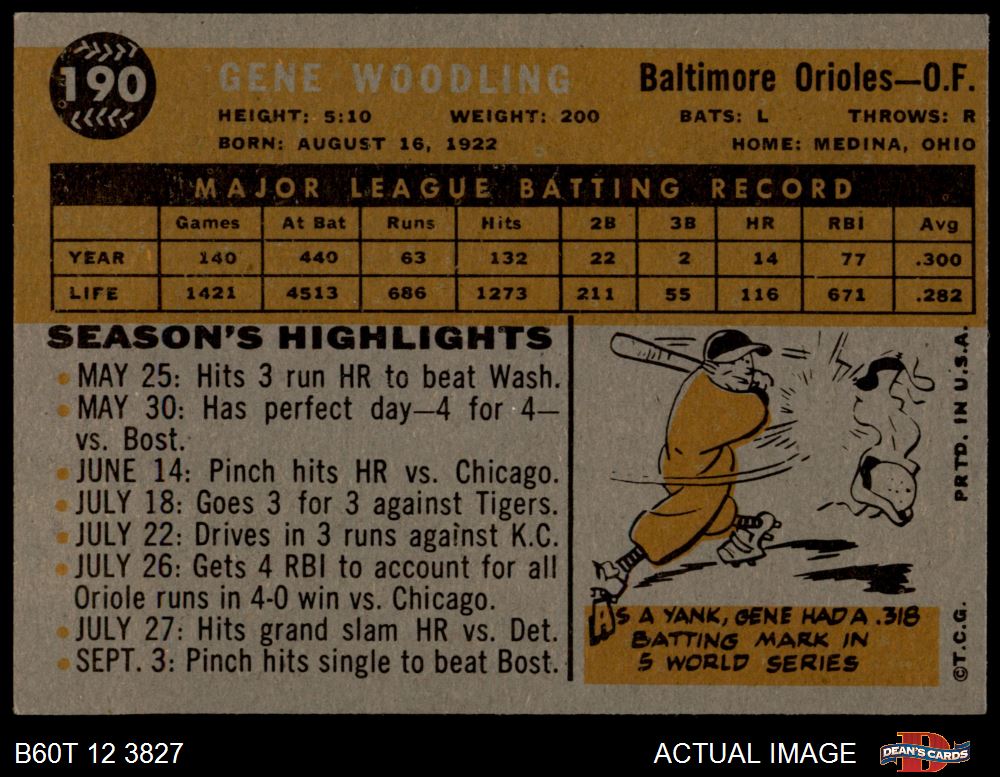 190
GENE WOODLING
Baltimore Orioles—O.F.
HEIGHT: 5:10 WEIGHT: 200 BATS: L THROWS: R
BORN: AUGUST 16, 1922 HOME: MEDINA, OHIO
MAJOR LEAGUE BATTING RECORD
Games At Bat Runs Hits 2B 3B HR RBI Avg
YEAR 140 440 63 132 22 2 14 77 .300
LIFE 1421 4513 686 1273 211 55 116 671 .282
SEASON'S HIGHLIGHTS
MAY 25: Hits 3 run HR to beat Wash.
MAY 30: Has perfect day—4 for 4—
vs. Bost.
JUNE 14: Pinch hits HR vs. Chicago.
JULY 18: Goes 3 for 3 against Tigers.
JULY 22: Drives in 3 runs against K.C.
JULY 26: Gets 4 RBI to account for all
Oriole runs in 4-0 win vs. Chicago.
JULY 27: Hits grand slam HR vs. Det.
SEPT. 3: Pinch hits single to beat Bost.
AS A YANK, GENE HAD A .318
BATTING MARK IN
5 WORLD SERIES
©T.C.G. PRTD. IN U.S.A.
B60T 12 3827
ACTUAL IMAGE
DEAN'S CARDS